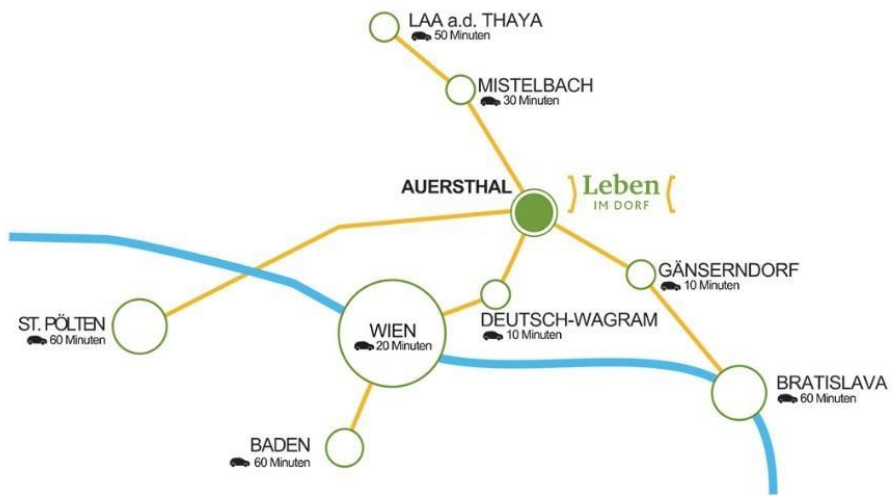 LAA a.d. THAYA
50 Minuten
MISTELBACH
30 Minuten
AUERSTHAL
Leben
IM DORF
GÄNSERNDORF
10 Minuten
ST. PÖLTEN
60 Minuten
WIEN
20 Minuten
DEUTSCH-WAGRAM
10 Minuten
BRATISLAVA
60 Minuten
BADEN
60 Minuten